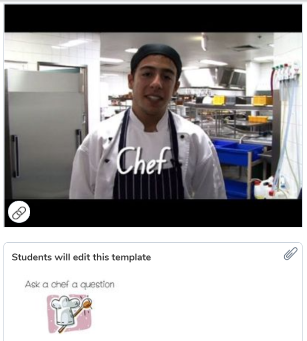 Chef
Students will edit this template
Ask a chef a question